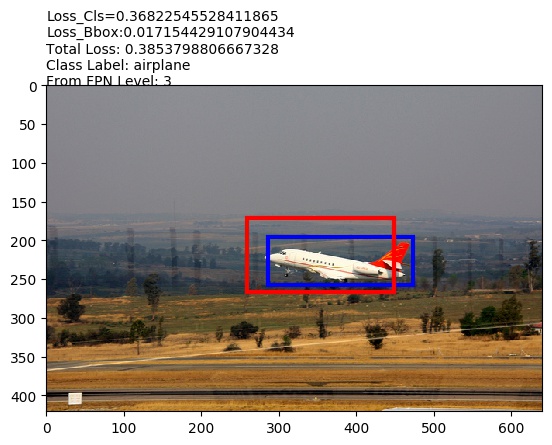 Loss_Cls=0.36822545528411865
Loss_Bbox:0.017154429107904434
Total Loss: 0.3853798806667328
Class Label: airplane
From FPN Level: 3
0
50
100
150
200
250
300
350
400
0 100 200 300 400 500 600